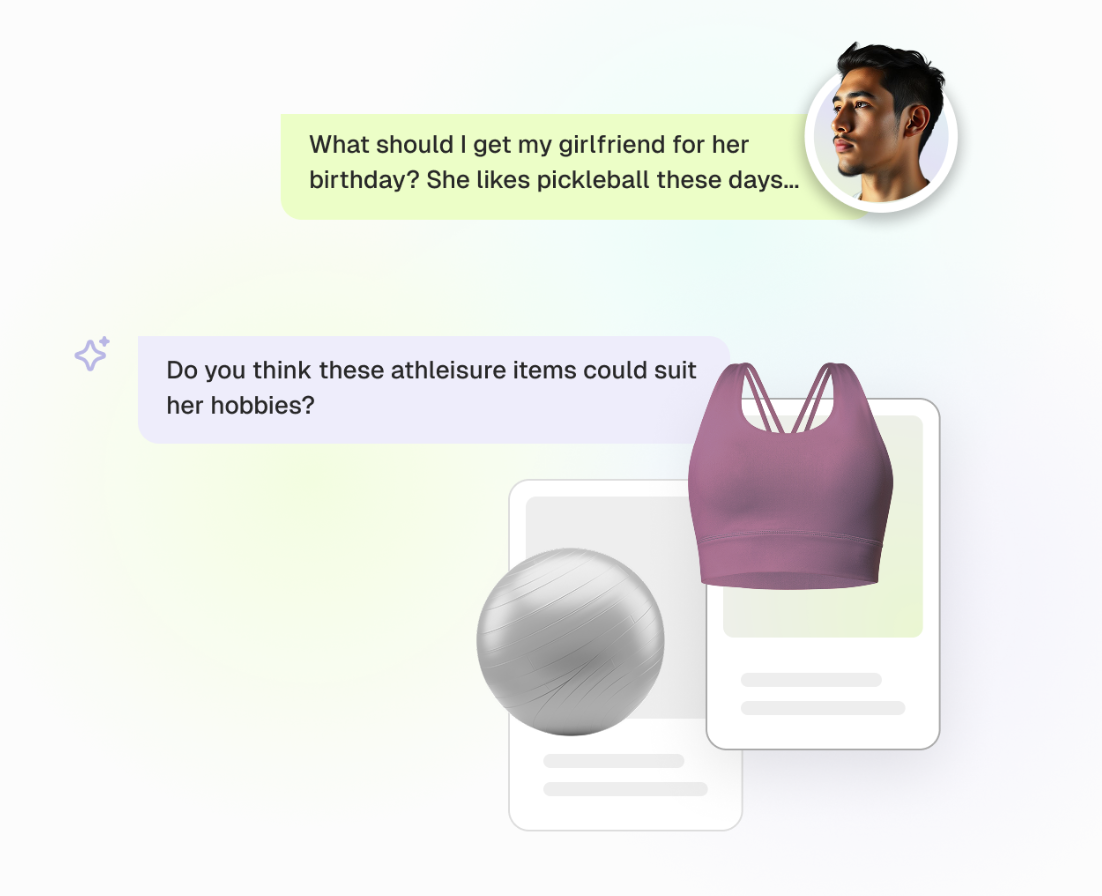 What should I get my girlfriend for her
birthday? She likes pickleball these days...
Do you think these athleisure items could suit
her hobbies?